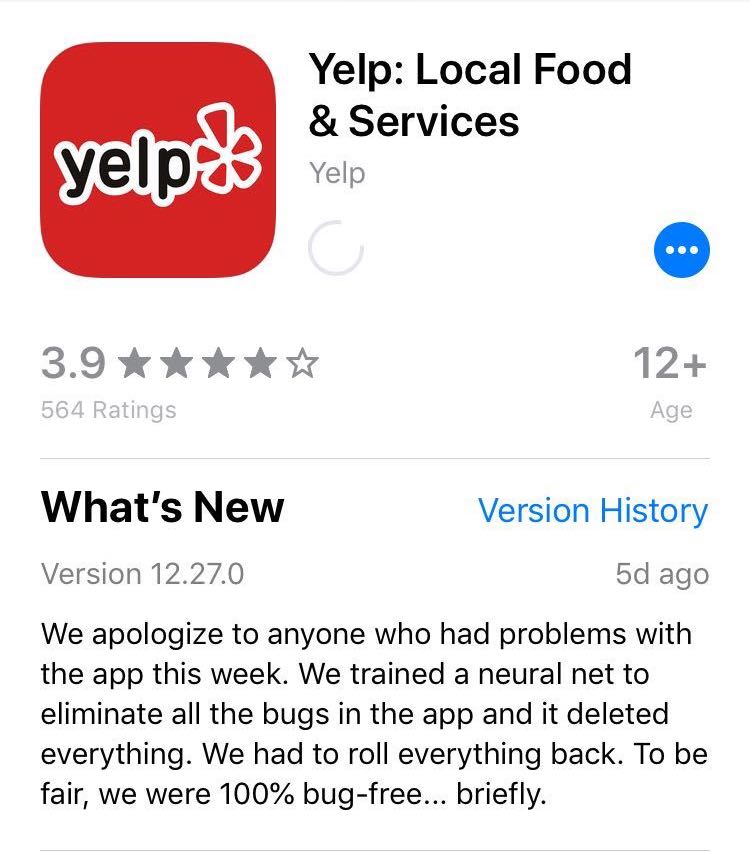 yelp
Yelp: Local Food
& Services
Yelp
3.9
12+
564 Ratings
Age
What’s New
Version History
Version 12.27.0
5d ago
We apologize to anyone who had problems with
the app this week. We trained a neural net to
eliminate all the bugs in the app and it deleted
everything. We had to roll everything back. To be
fair, we were 100% bug-free... briefly.